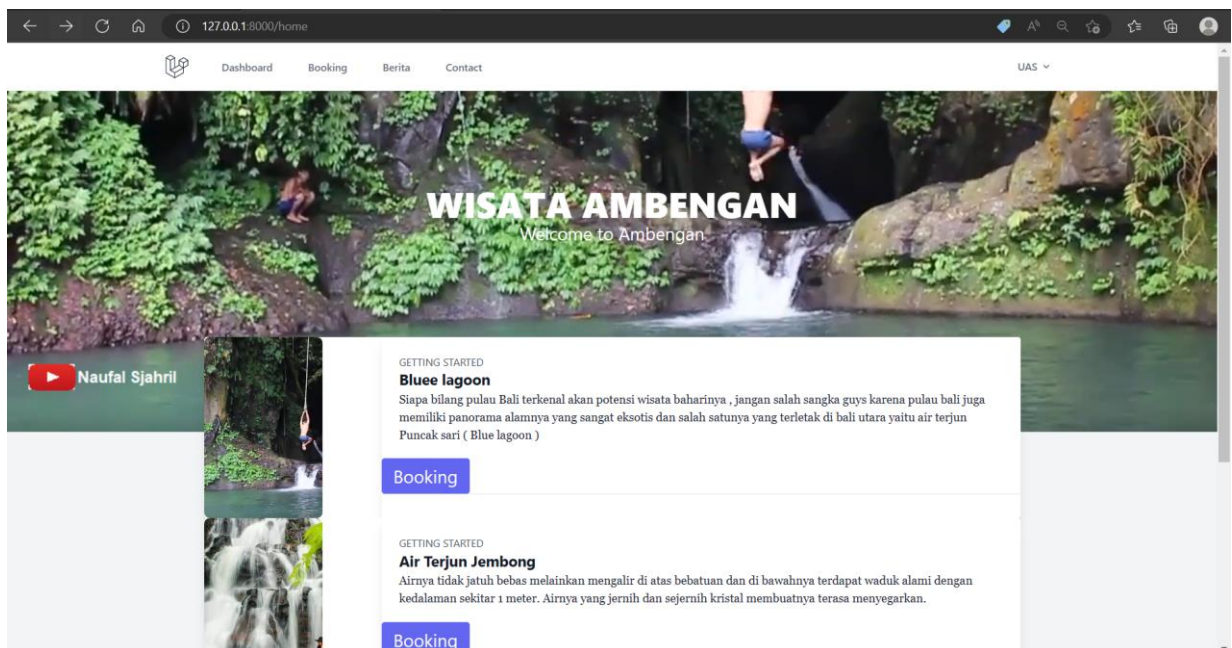 127.0.0.1:8000/home
Dashboard Booking Berita Contact UAS
WISATA AMBENGAN
Welcome to Ambengan
Naufal Sjahril
GETTING STARTED
Bluee lagoon
Siapa bilang pulau Bali terkenal akan potensi wisata baharinya , jangan salah sangka guys karena pulau bali juga
memiliki panorama alamnya yang sangat eksotis dan salah satunya yang terletak di bali utara yaitu air terjun
Puncak sari ( Blue lagoon )
Booking
GETTING STARTED
Air Terjun Jembong
Airnya tidak jatuh bebas melainkan mengalir di atas bebatuan dan di bawahnya terdapat waduk alami dengan
kedalaman sekitar 1 meter. Airnya yang jernih dan sejernih kristal membuatnya terasa menyegarkan.
Booking